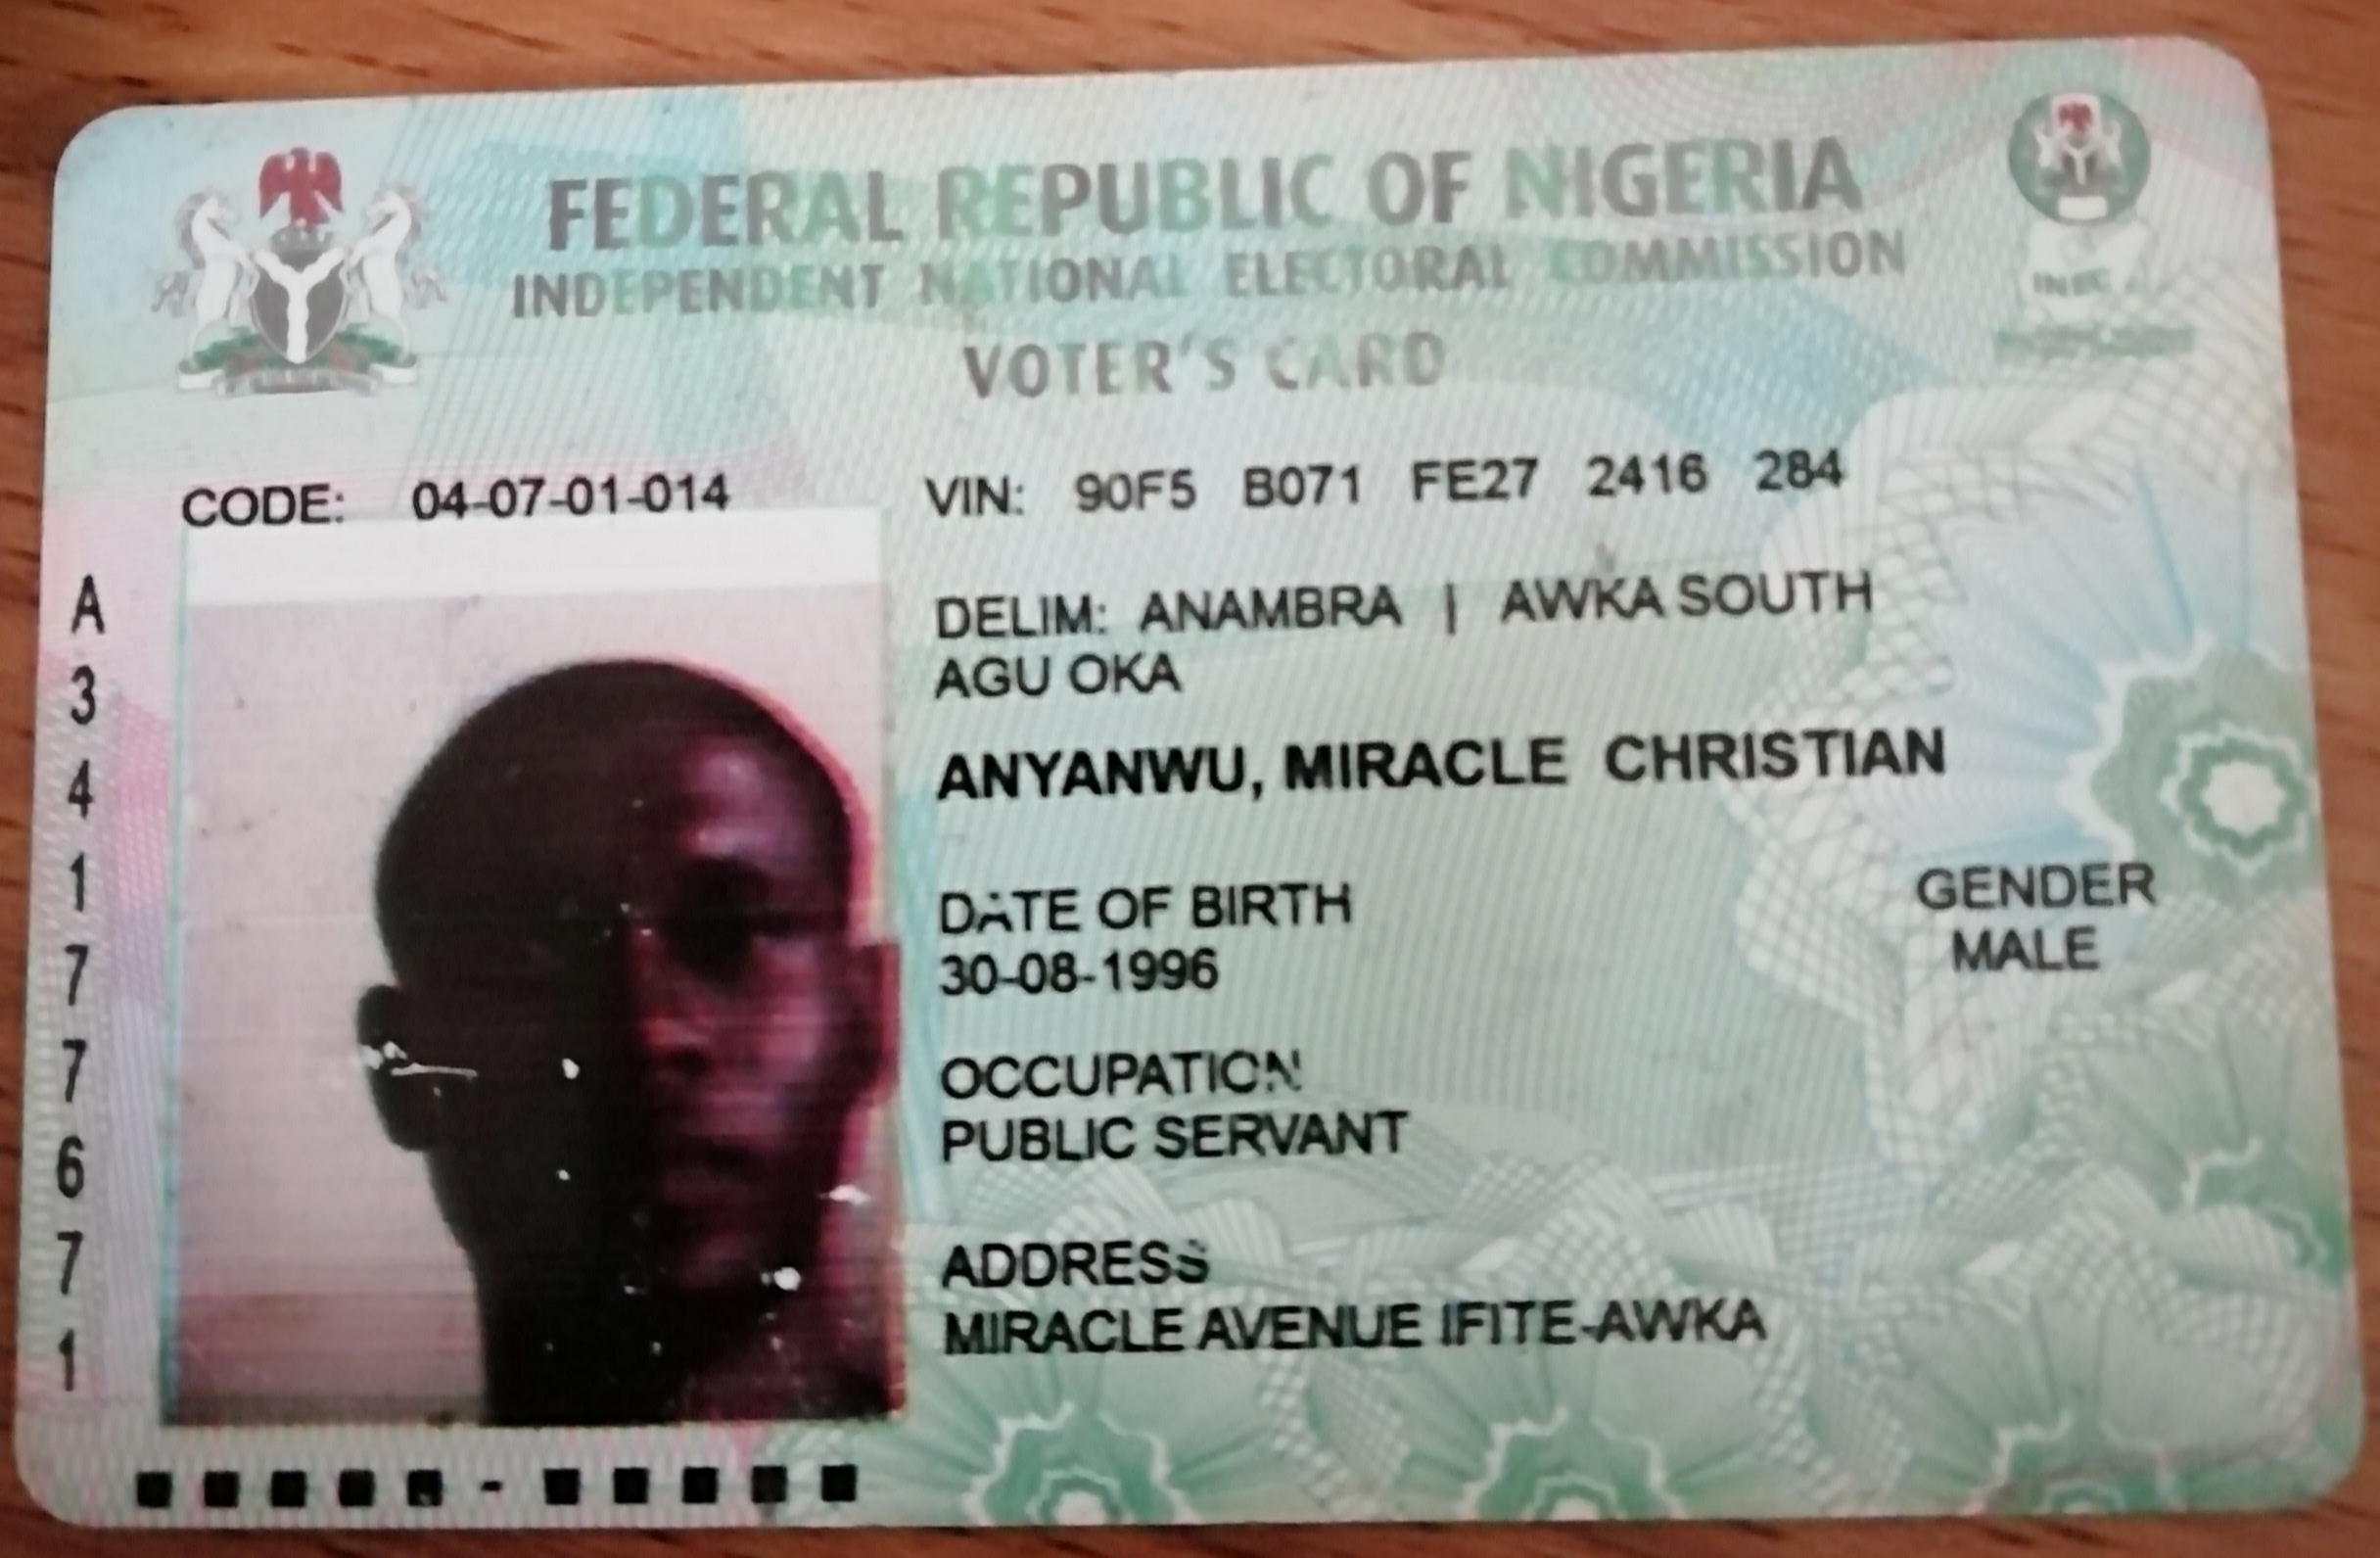 FEDERAL REPUBLIC OF NIGERIA
INDEPENDENT NATIONAL ELECTORAL COMMISSION
VOTER'S CARD
CODE: 04-07-01-014
VIN: 90F5 B071 FE27 2416 284
DELIM: ANAMBRA | AWKA SOUTH
AGU OKA
ANYANWU, MIRACLE CHRISTIAN
DATE OF BIRTH
30-08-1996
GENDER
MALE
OCCUPATION
PUBLIC SERVANT
ADDRESS
MIRACLE AVENUE IFITE-AWKA
A
3
4
1
7
7
6
7
1